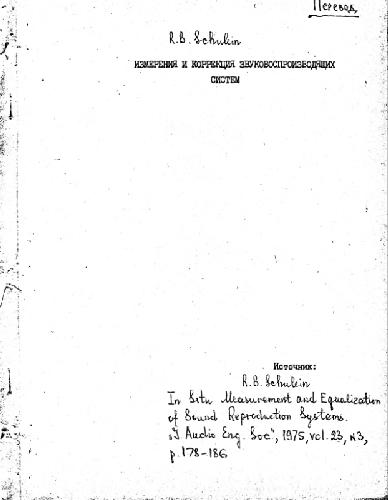 Перевод
R.B. Schulein
ИЗМЕРЕНИЯ И КОРРЕКЦИЯ ЗВУКОВОСПРОИЗВОДЯЩИХ
СИСТЕМ
Источник:
R.B. Schulein
In Situ Measurement and Equalization
of Sound Reproduction Systems.
"J. Audio Eng. Soc", 1975, vol. 23, N3,
p. 178-186